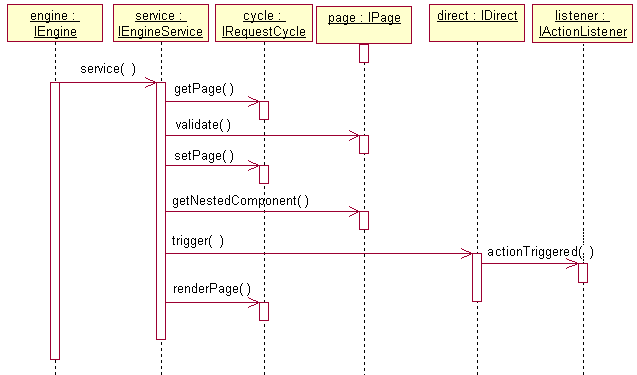 engine :
IEngine
service :
IEngineService
cycle :
IRequestCycle
page : IPage
direct : IDirect
listener :
IActionListener
service( )
getPage( )
validate( )
setPage( )
getNestedComponent( )
trigger( )
actionTriggered( )
renderPage( )